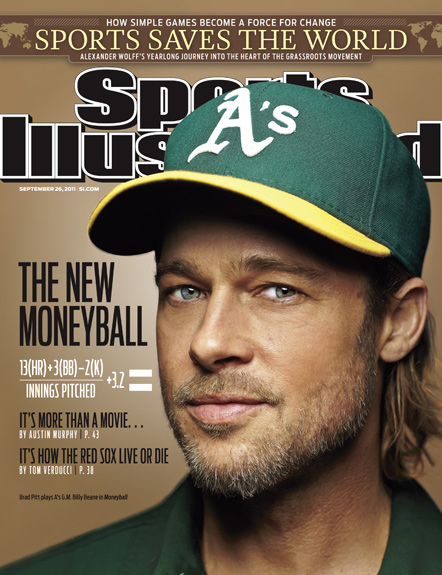 HOW SIMPLE GAMES BECOME A FORCE FOR CHANGE
SPORTS SAVES THE WORLD
ALEXANDER WOLFF'S YEARLONG JOURNEY INTO THE HEART OF THE GRASSROOTS MOVEMENT
Sports
Illustrated
SEPTEMBER 26, 2011 | SI.COM
A's
THE NEW
MONEYBALL
13(HR)+3(BB)–2(K)
INNINGS PITCHED
+3.2 =
IT'S MORE THAN A MOVIE. . .
BY AUSTIN MURPHY | P. 43
IT'S HOW THE RED SOX LIVE OR DIE
BY TOM VERDUCCI | P. 38
Brad Pitt plays A's G.M. Billy Beane in Moneyball